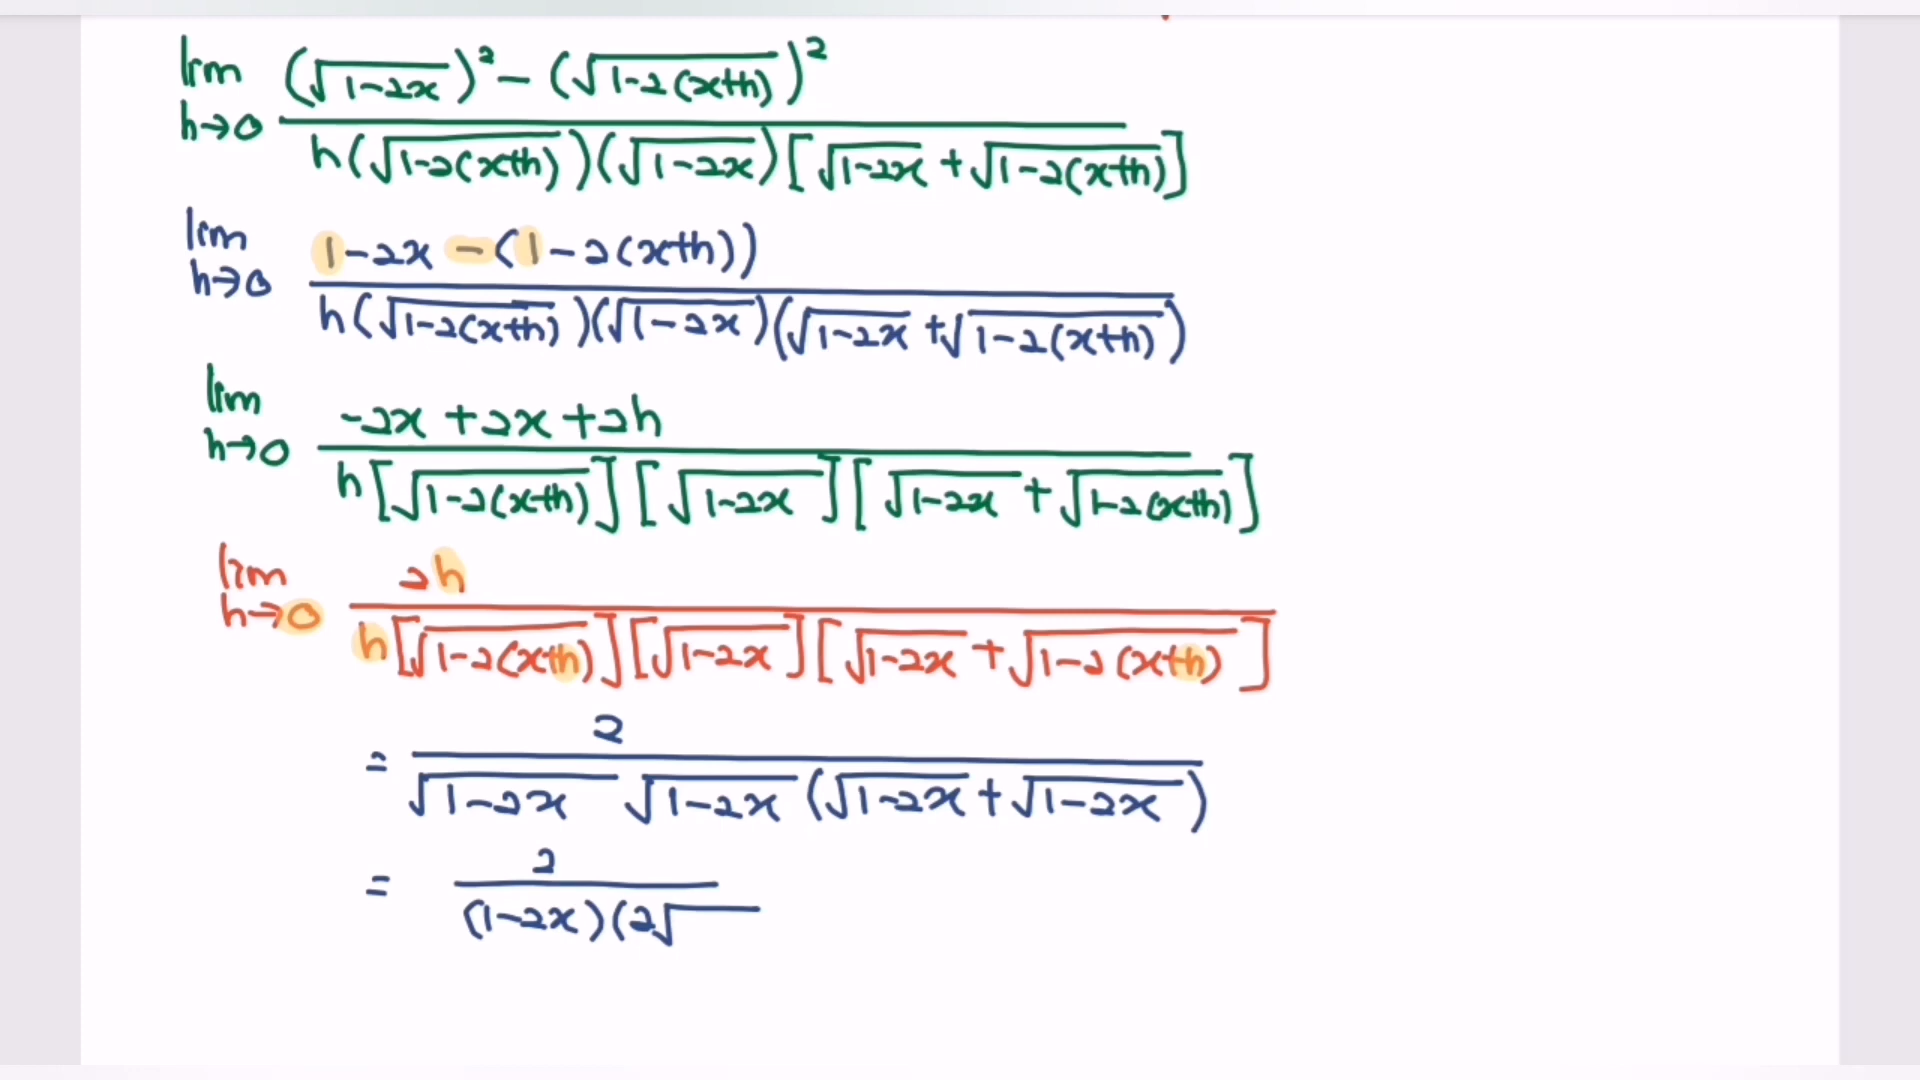 lim h→0 (√(1-2x))² - (√(1-2(x+h)))² / h(√(1-2(x+h)))(√(1-2x))[√(1-2x) + √(1-2(x+h))]
lim h→0 1-2x-(1-2(x+h)) / h(√(1-2(x+h)))(√(1-2x))(√(1-2x) + √(1-2(x+h)))
lim h→0 -2x+2x+2h / h[√(1-2(x+h))][√(1-2x)][√(1-2x) + √(1-2(x+h))]
lim h→0 2h / h[√(1-2(x+h))][√(1-2x)][√(1-2x) + √(1-2(x+h))]
= 2 / √(1-2x) √(1-2x) (√(1-2x) + √(1-2x))
= 2 / (1-2x)(2√